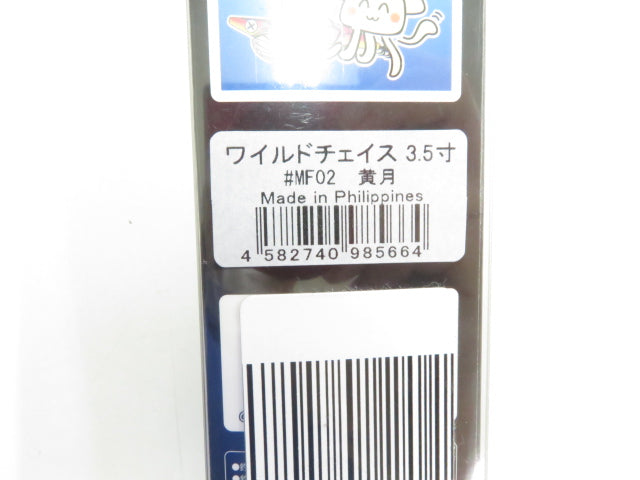 ワイルドチェイス 3.5寸
#MF02 黄月
Made in Philippines
4 582740 985664